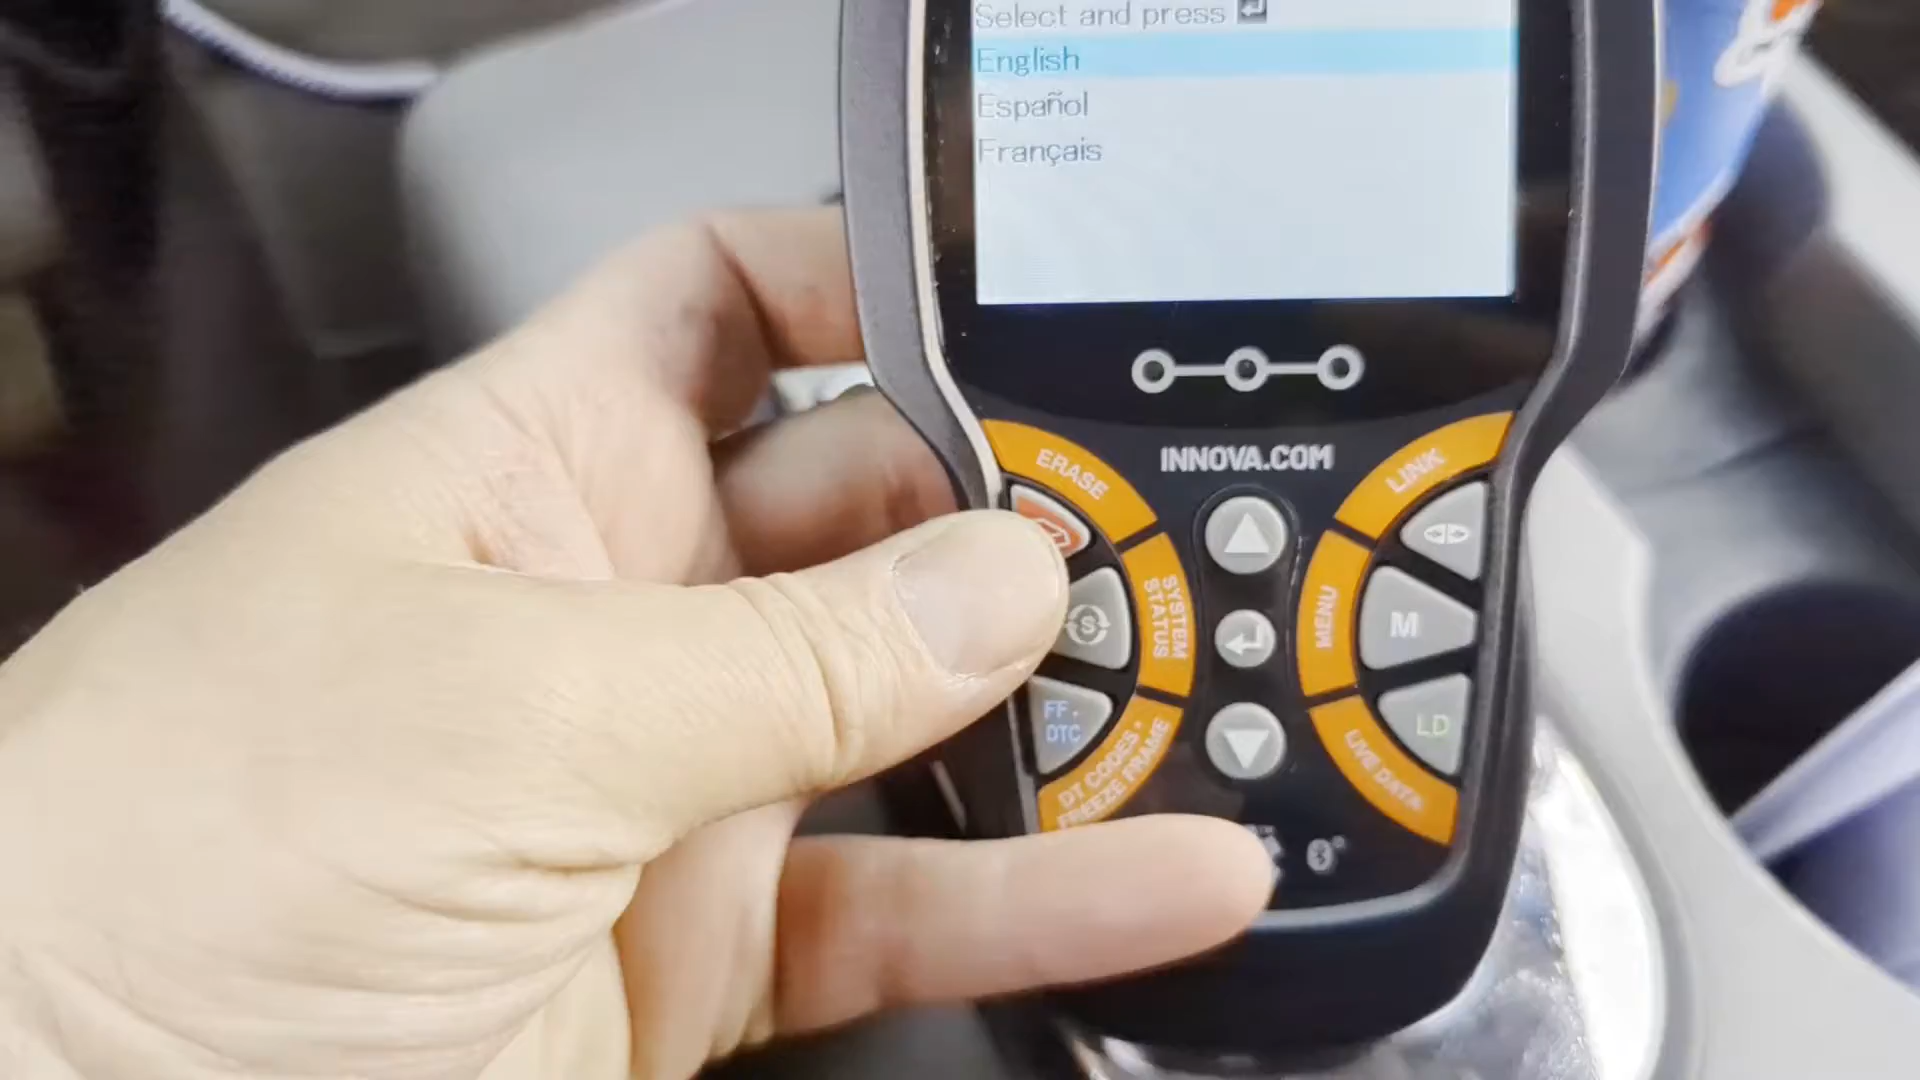 Select and press
English
Español
Français
INNOVA.COM
ERASE
LINK
SYSTEM
STATUS
S
MENU
M
FF.
DTC
DT CODES
FREEZE FRAME
LIVE DATA
LD